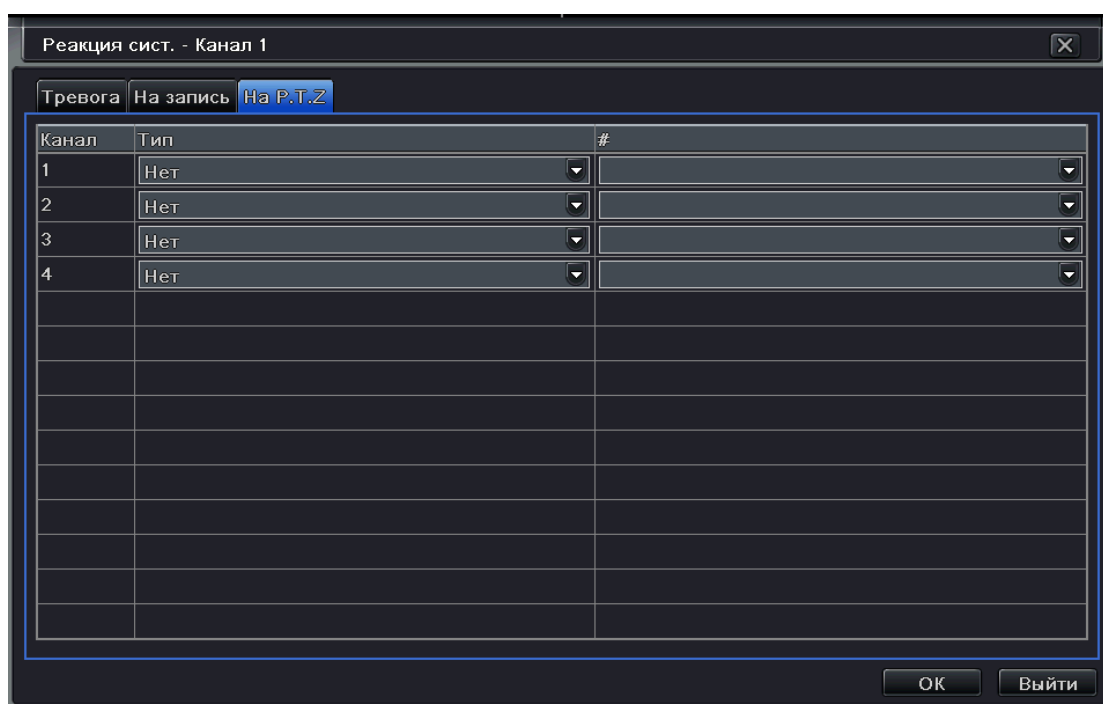 Реакция сист. - Канал 1
Тревога На запись На P.T.Z
Канал Тип #
1 Нет
2 Нет
3 Нет
4 Нет
ОК Выйти